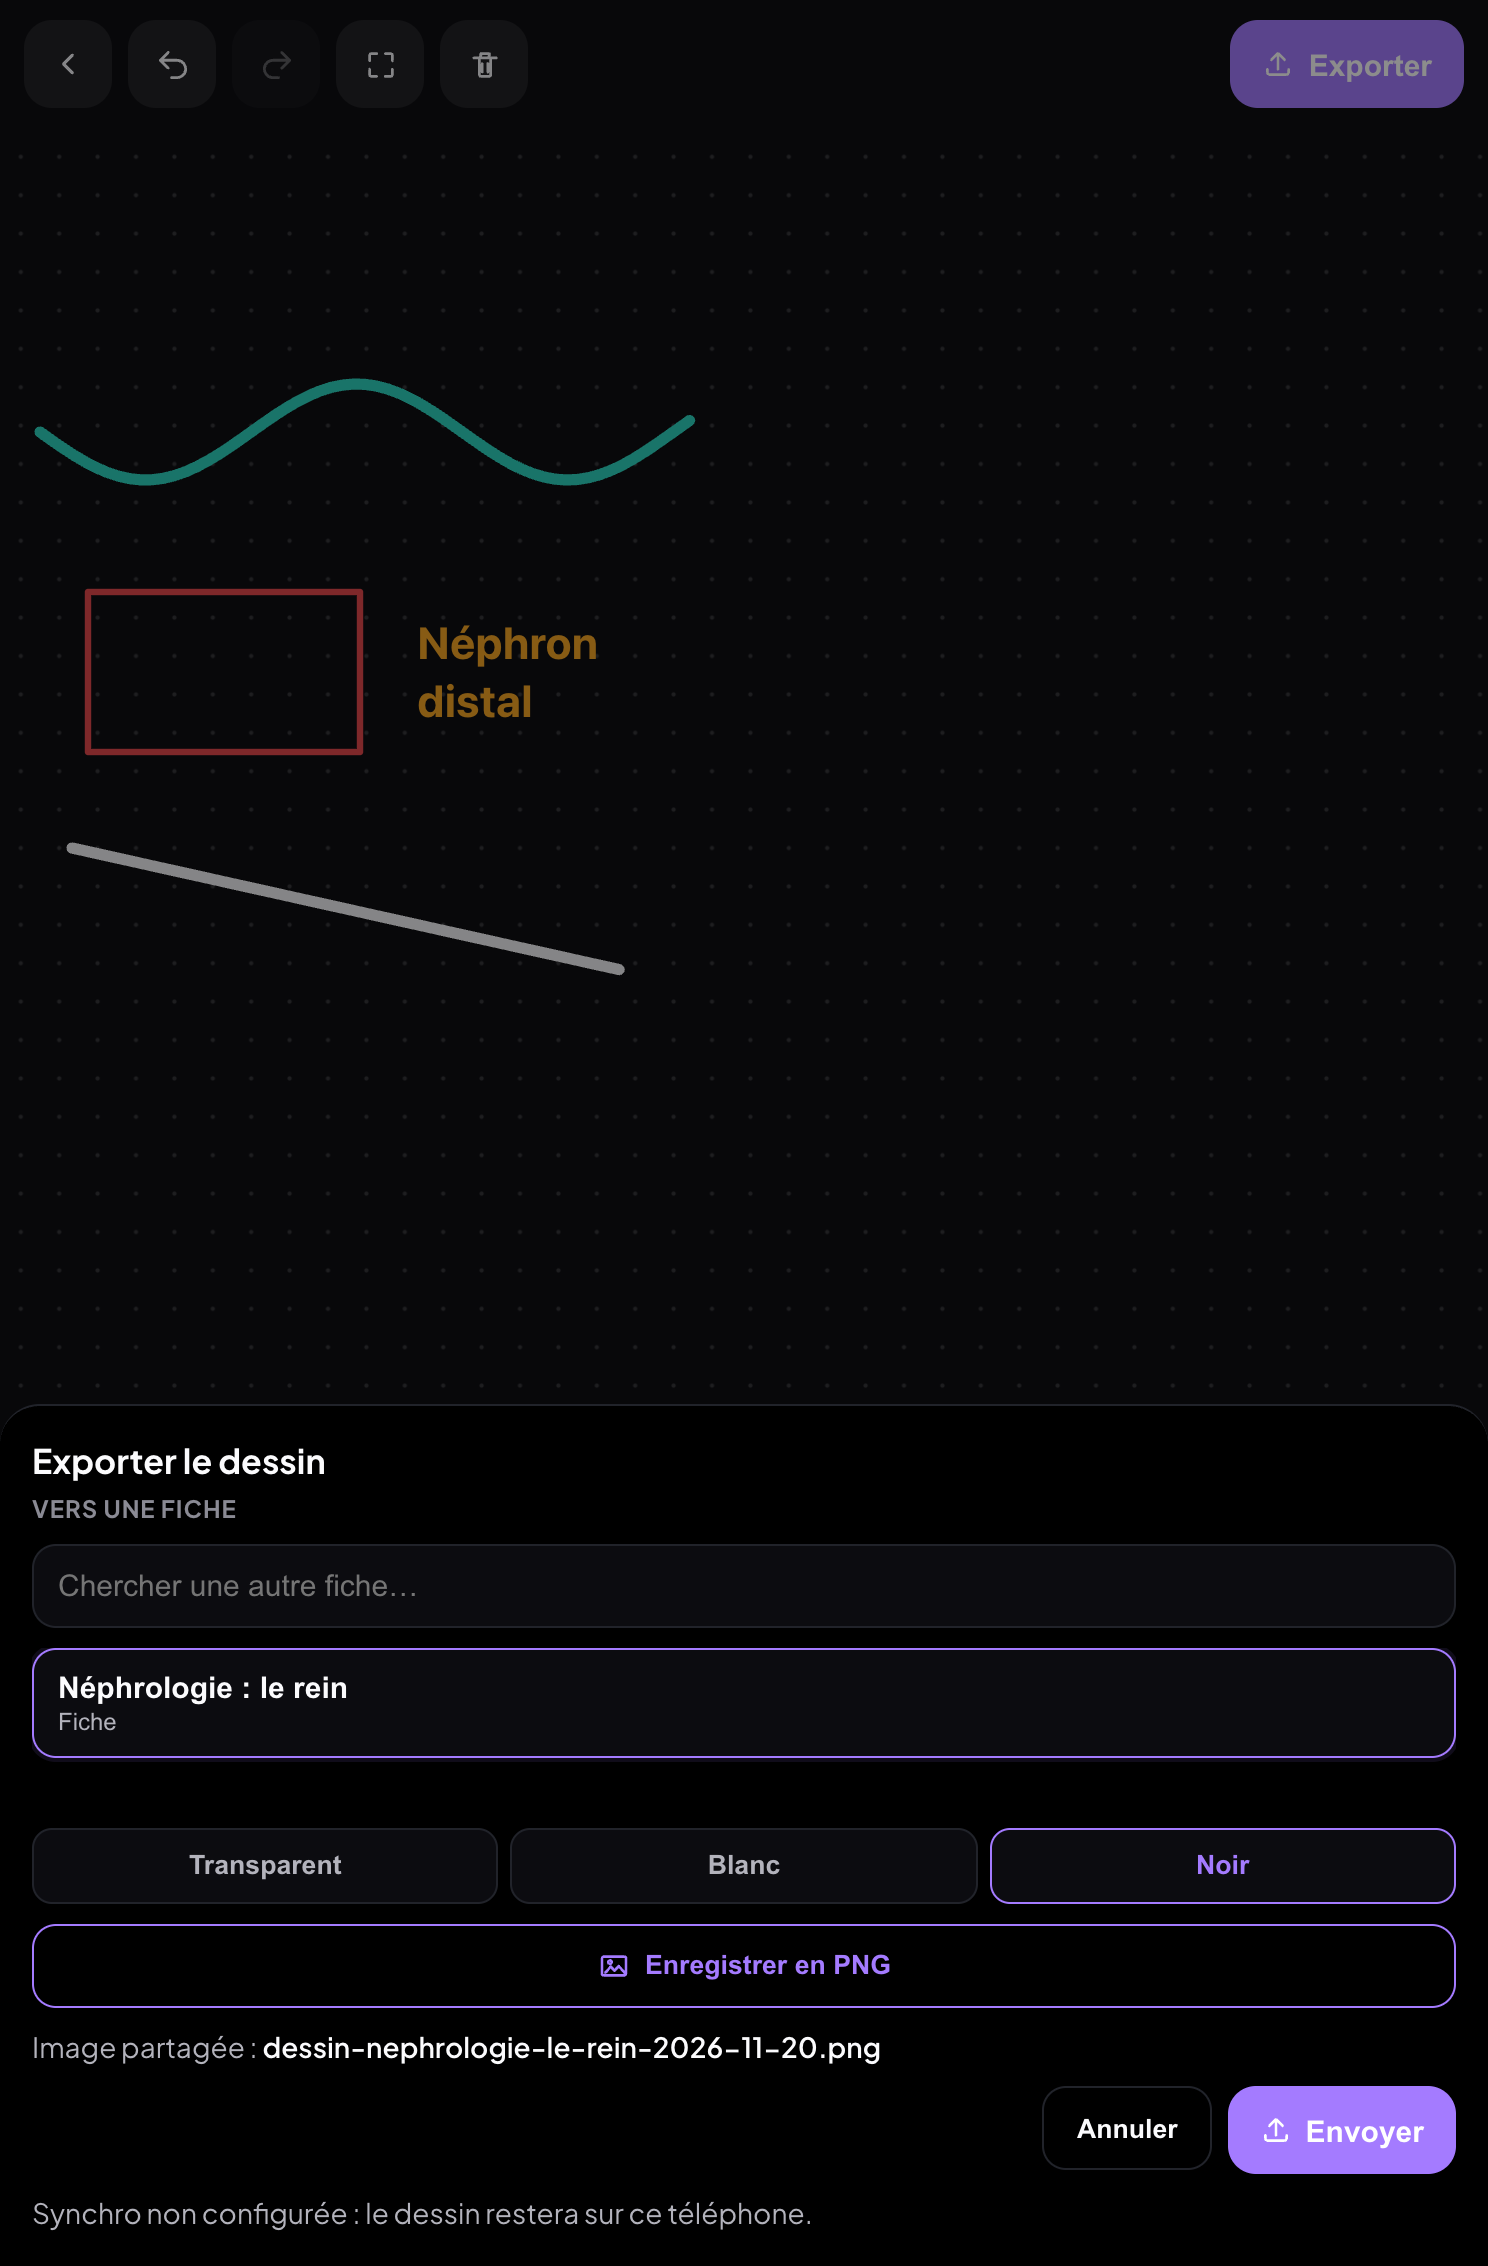 Exporter
Néphron
distal
Exporter le dessin
VERS UNE FICHE
Chercher une autre fiche…
Néphrologie : le rein
Fiche
Transparent
Blanc
Noir
Enregistrer en PNG
Image partagée : dessin-nephrologie-le-rein-2026-11-20.png
Annuler
Envoyer
Synchro non configurée : le dessin restera sur ce téléphone.